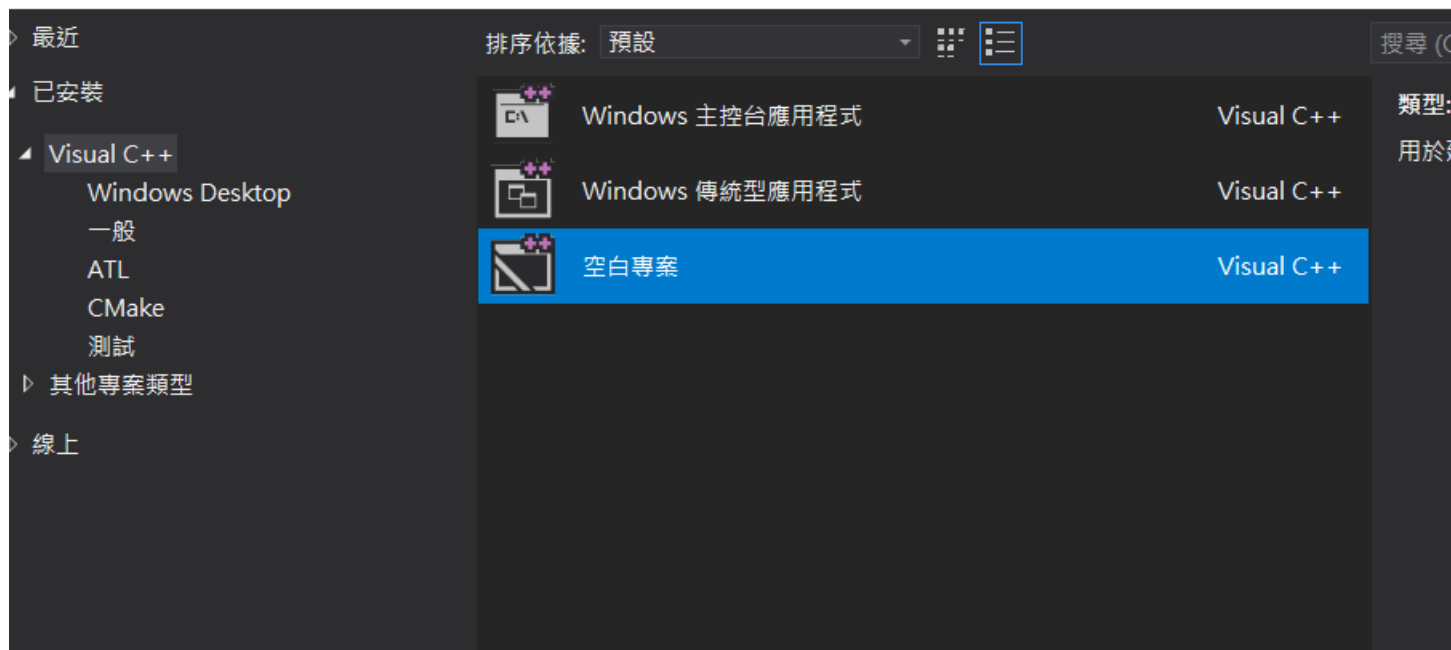 最近
已安裝
Visual C++
Windows Desktop
一般
ATL
CMake
測試
其他專案類型
線上
排序依據: 預設
Windows 主控台應用程式 Visual C++
Windows 傳統型應用程式 Visual C++
空白專案 Visual C++
搜尋 (C
類型:
用於